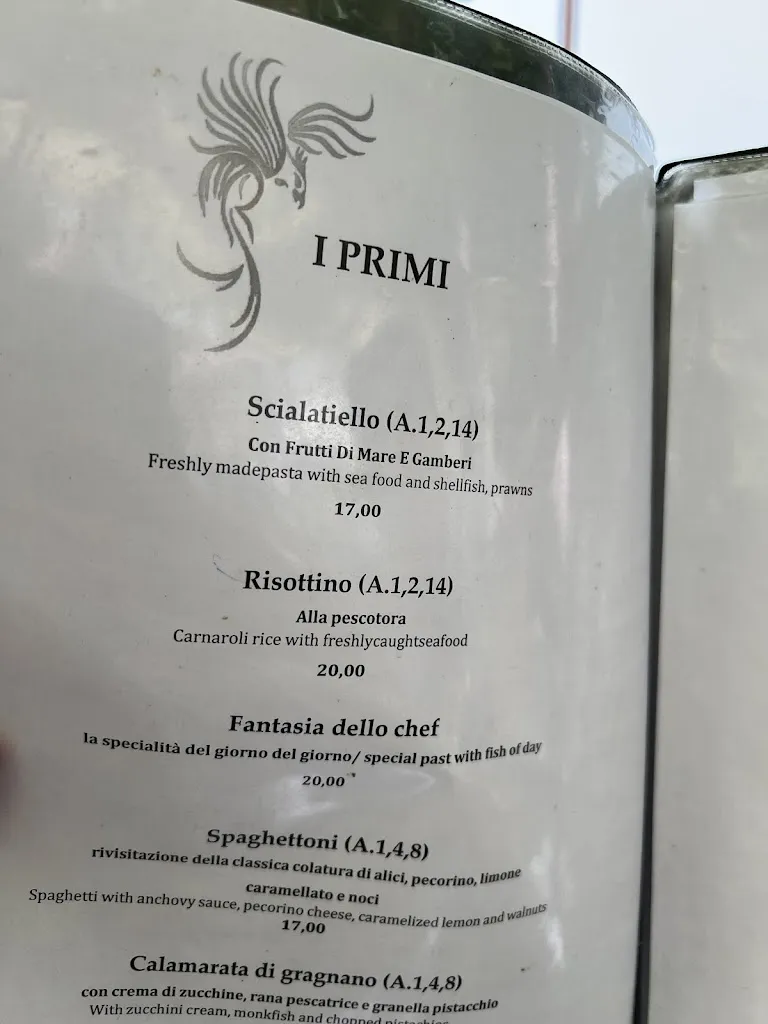 I PRIMI
Scialatiello (A.1,2,14)
Con Frutti Di Mare E Gamberi
Freshly madepasta with sea food and shellfish, prawns
17,00
Risottino (A.1,2,14)
Alla pescotora
Carnaroli rice with freshlycaughtseafood
20,00
Fantasia dello chef
la specialità del giorno del giorno/ special past with fish of day
20,00
Spaghettoni (A.1,4,8)
rivisitazione della classica colatura di alici, pecorino, limone
caramellato e noci
Spaghetti with anchovy sauce, pecorino cheese, caramelized lemon and walnuts
17,00
Calamarata di gragnano (A.1,4,8)
con crema di zucchine, rana pescatrice e granella pistacchio
With zucchini cream, monkfish and chopped pistachios